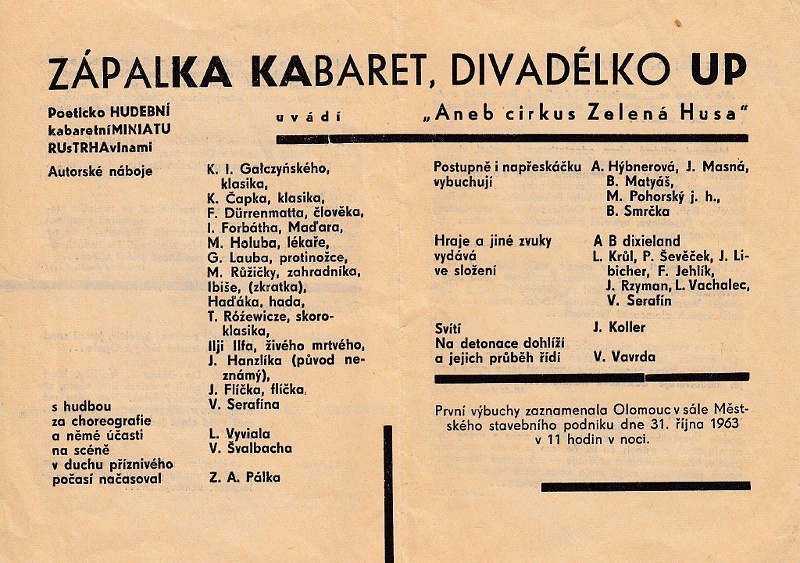 ZÁPALKA KABARET, DIVADÉLKO UP
Poeticko HUDEBNÍ
kabaretníMINIATU
RUsTRHAvlnami
uvádí „Aneb cirkus Zelená Husa"
Autorské náboje K. I. Gałczyńského,
klasika,
K. Čapka, klasika,
F. Dürrenmatta, člověka,
I. Forbátha, Maďara,
M. Holuba, lékaře,
G. Lauba, protinožce,
M. Růžičky, zahradníka,
Ibiše, (zkratka),
Haďáka, hada,
T. Różewicze, skoro-
klasika,
Ilji Ilfa, živého mrtvého,
J. Hanzlíka (původ ne-
známý),
J. Flíčka, flíčka
s hudbou V. Serafína
za choreografie
a němé účasti L. Vyviala
na scéně V. Švalbacha
v duchu příznivého
počasí načasoval Z. A. Pálka
Postupně i napřeskáčku A. Hýbnerová, J. Masná,
vybuchují B. Matyáš,
M. Pohorský j. h.,
B. Smrčka
Hraje a jiné zvuky A B dixieland
vydává L. Krůl, P. Ševěček, J. Li-
ve složení bicher, F. Jehlík,
J. Rzyman, L. Vachalec,
V. Serafín
Svítí J. Koller
Na detonace dohlíží
a jejich průběh řídí V. Vavrda
První výbuchy zaznamenala Olomouc v sále Měst-
ského stavebního podniku dne 31. října 1963
v 11 hodin v noci.